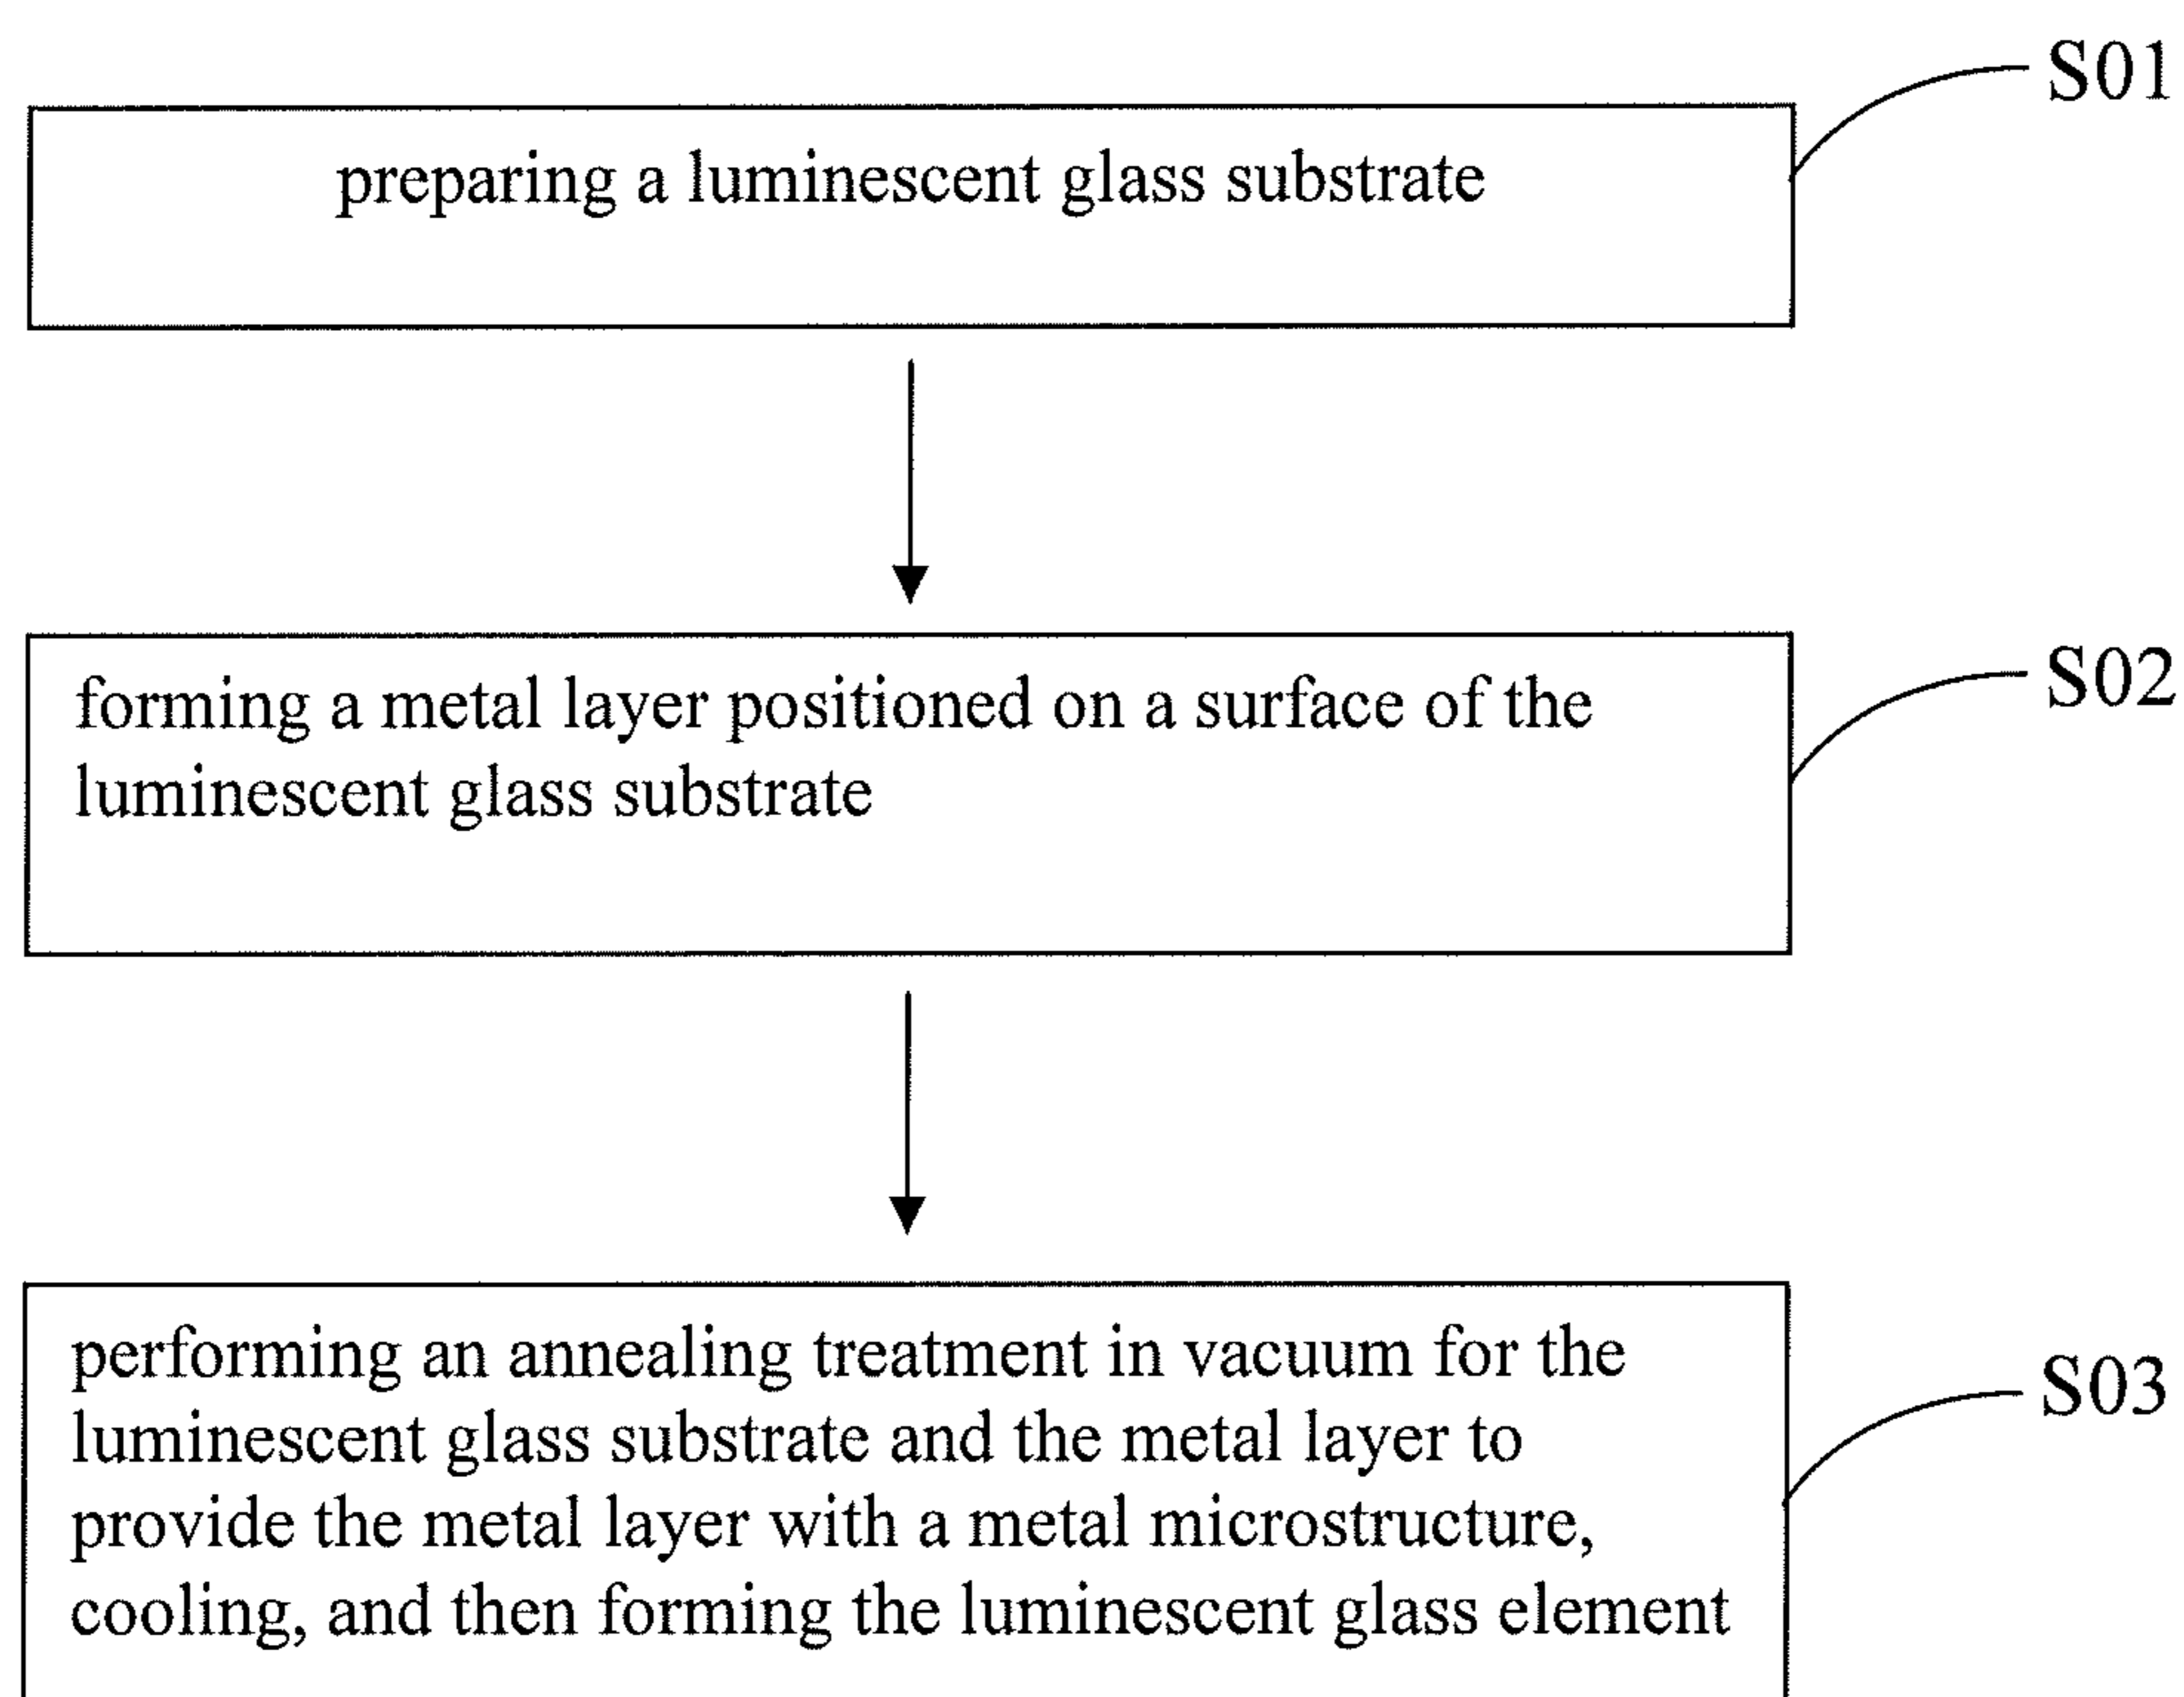 S01
preparing a luminescent glass substrate
S02
forming a metal layer positioned on a surface of the
luminescent glass substrate
S03
performing an annealing treatment in vacuum for the
luminescent glass substrate and the metal layer to
provide the metal layer with a metal microstructure,
cooling, and then forming the luminescent glass element